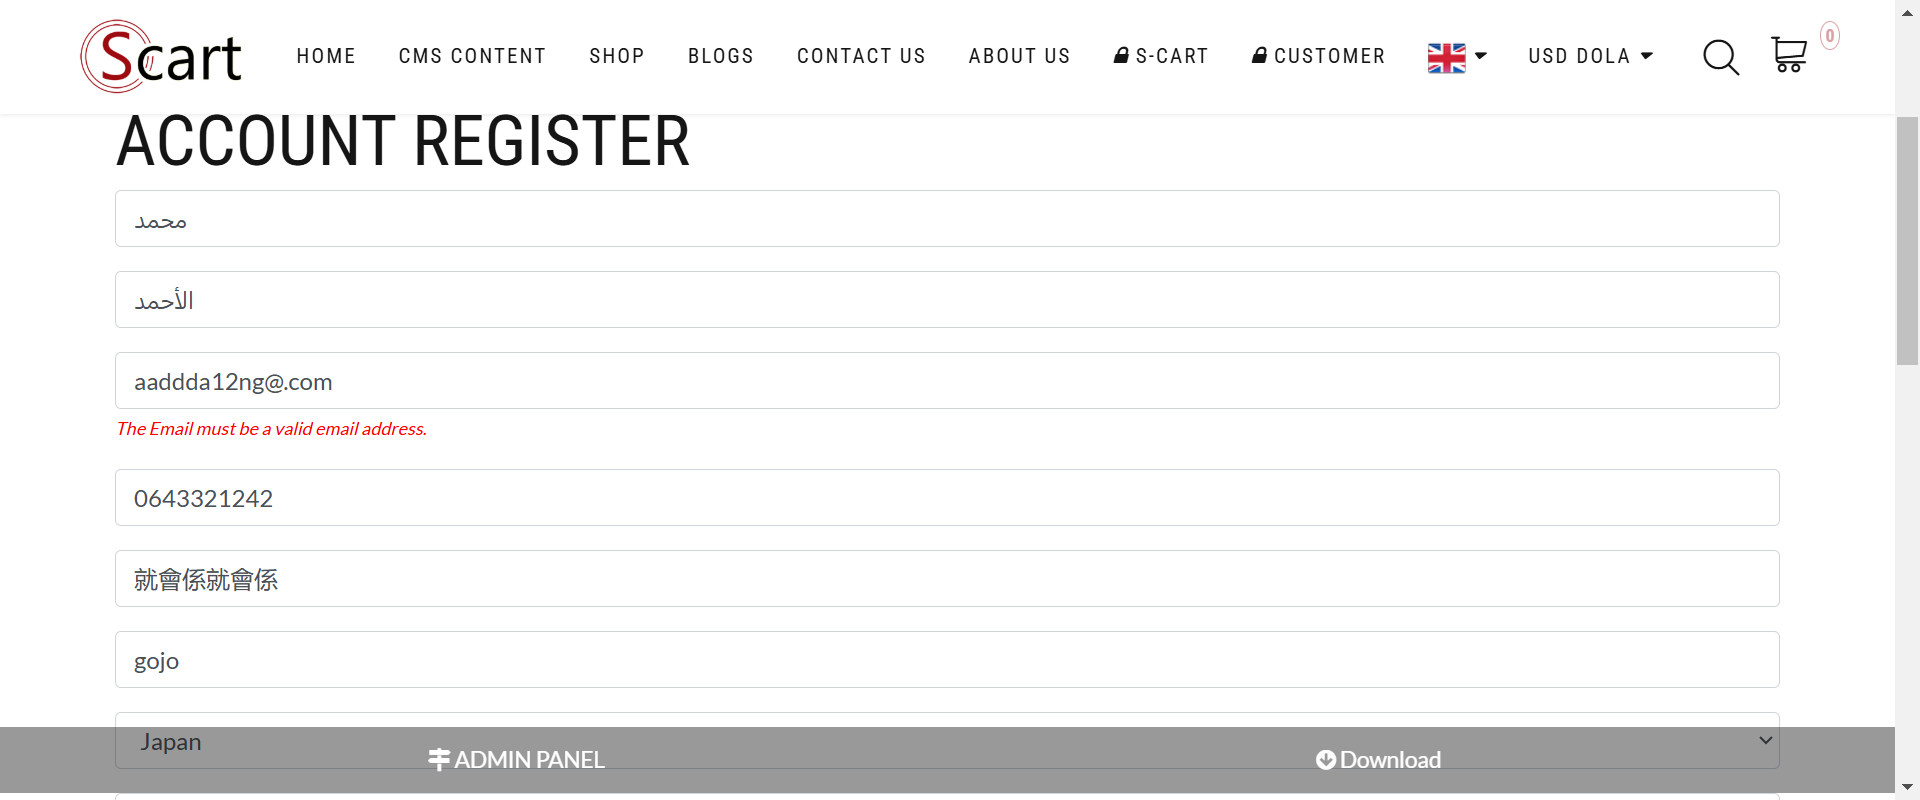 Scart HOME CMS CONTENT SHOP BLOGS CONTACT US ABOUT US S-CART CUSTOMER USD DOLA 0
ACCOUNT REGISTER
محمد
الأحمد
aaddda12ng@.com
The Email must be a valid email address.
0643321242
就會係就會係
gojo
Japan
ADMIN PANEL Download